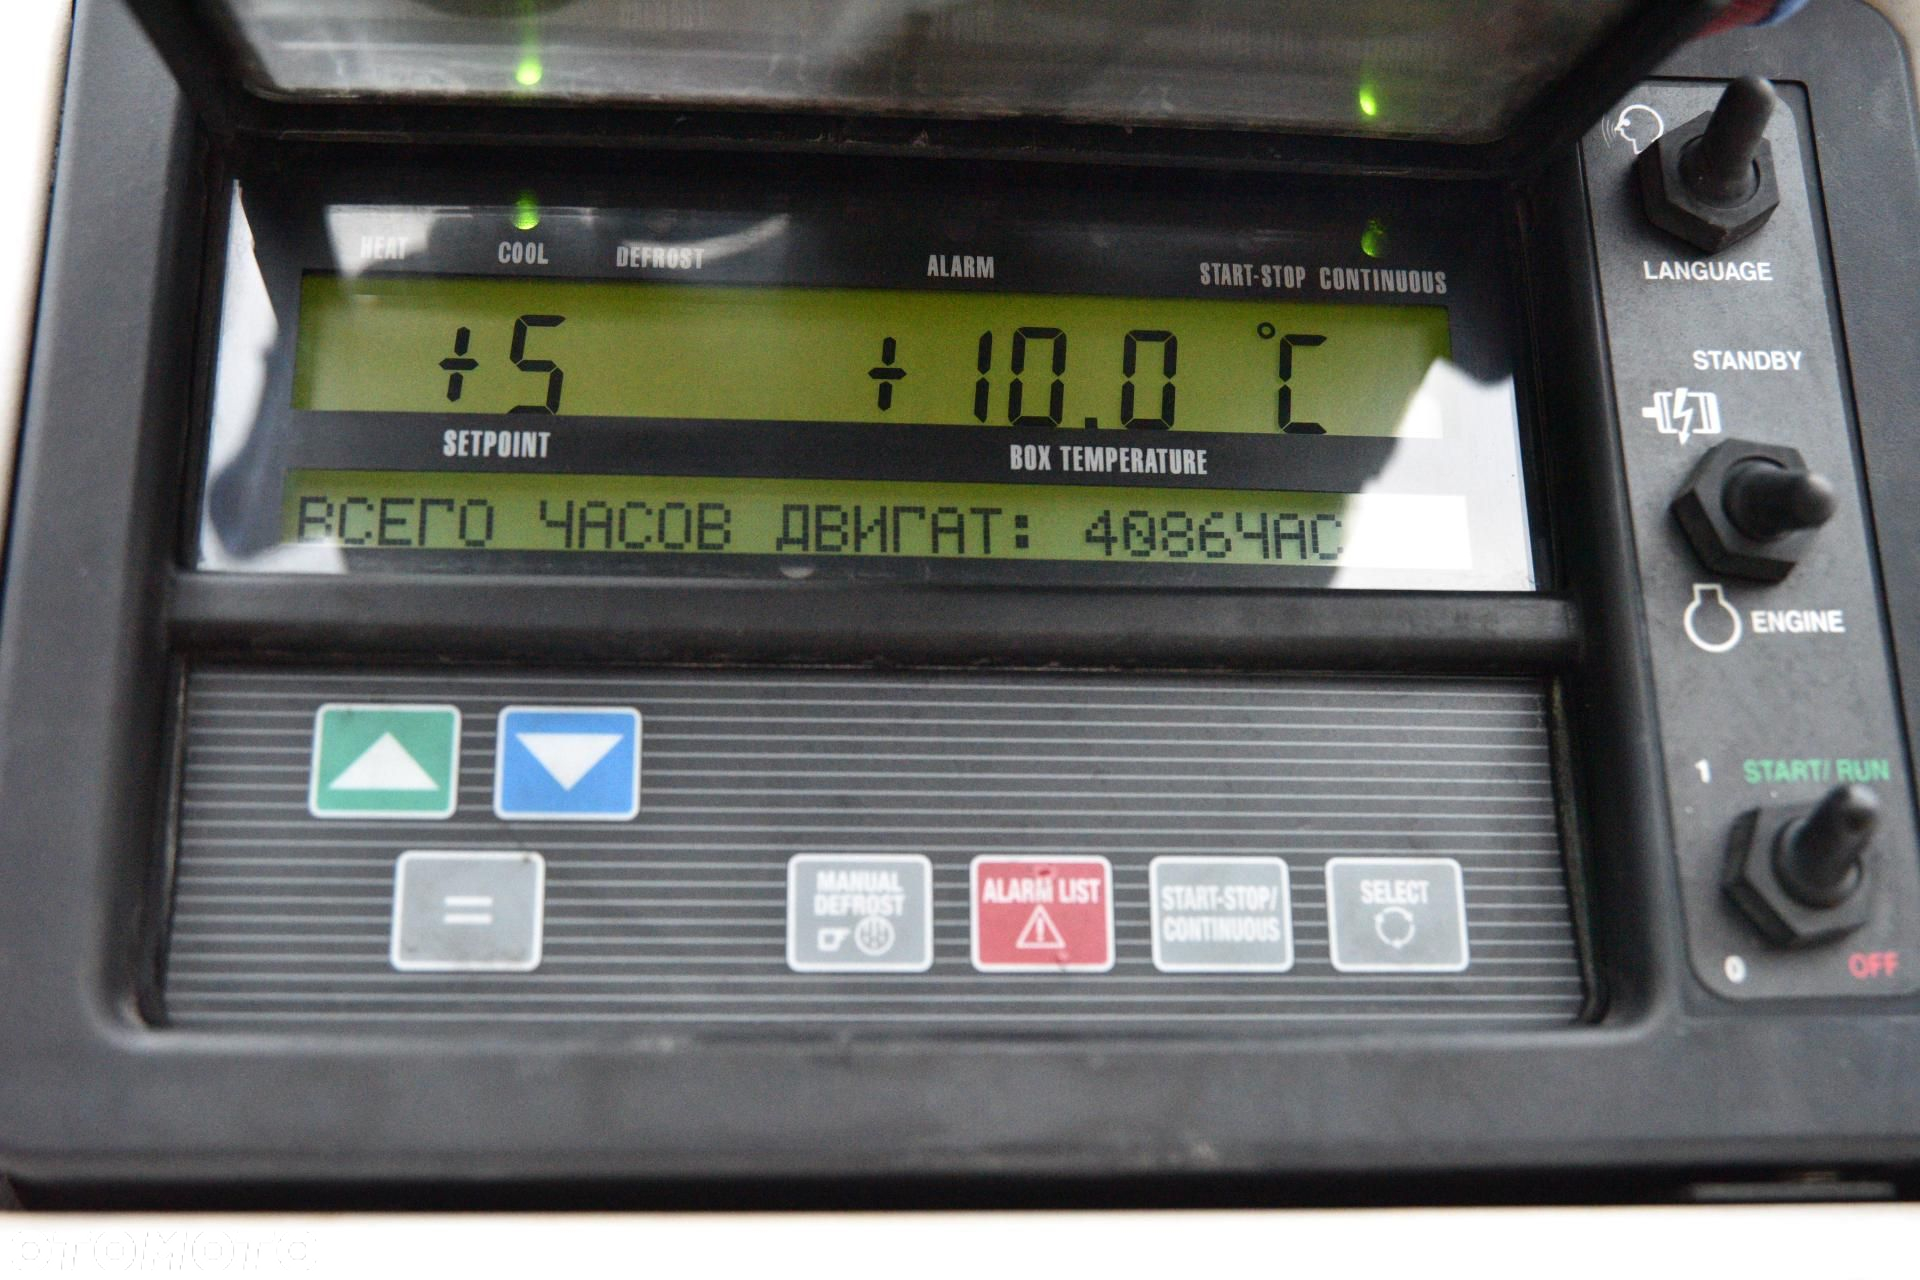 HEAT COOL DEFROST ALARM START-STOP CONTINUOUS
+5 +10.0 °C
SETPOINT BOX TEMPERATURE
ВСЕГО ЧАСОВ ДВИГАТ: 4086ЧАС
LANGUAGE
STANDBY
ENGINE
1 START/RUN
0 OFF
=
MANUAL
DEFROST
ALARM LIST
START-STOP/
CONTINUOUS
SELECT
OTOMOTO